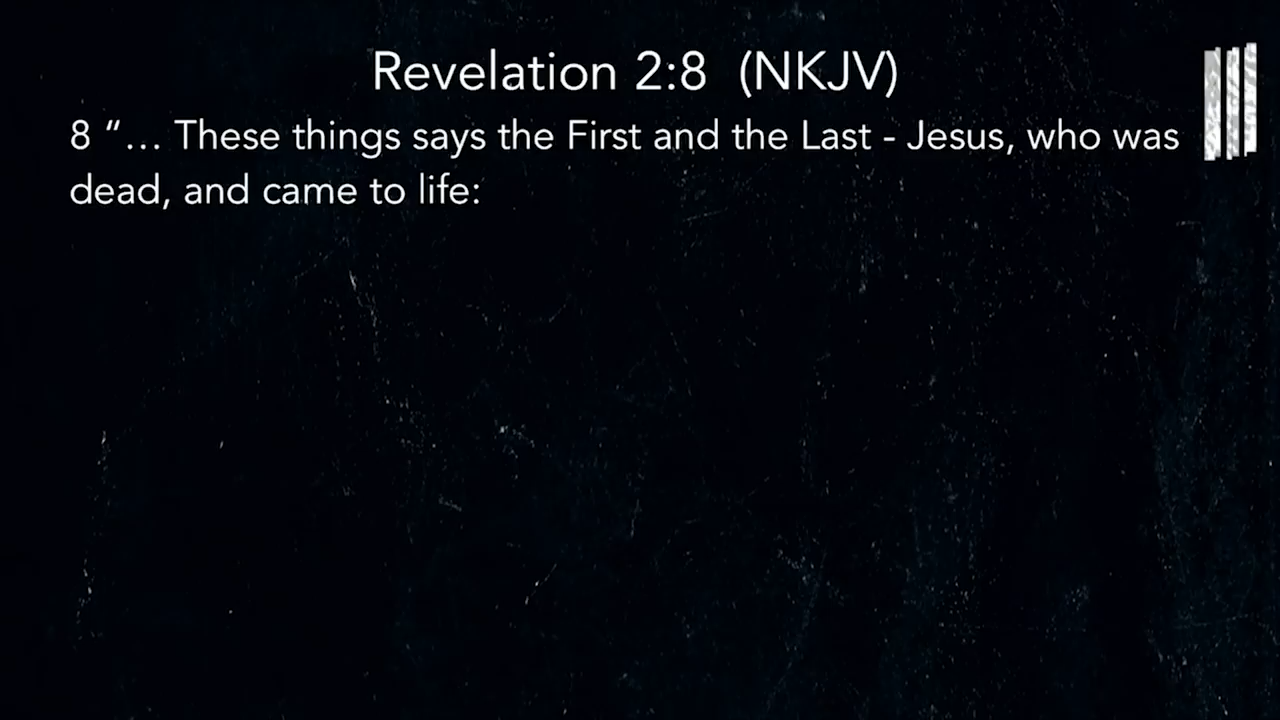 Revelation 2:8  (NKJV)
8 “… These things says the First and the Last - Jesus, who was
dead, and came to life: